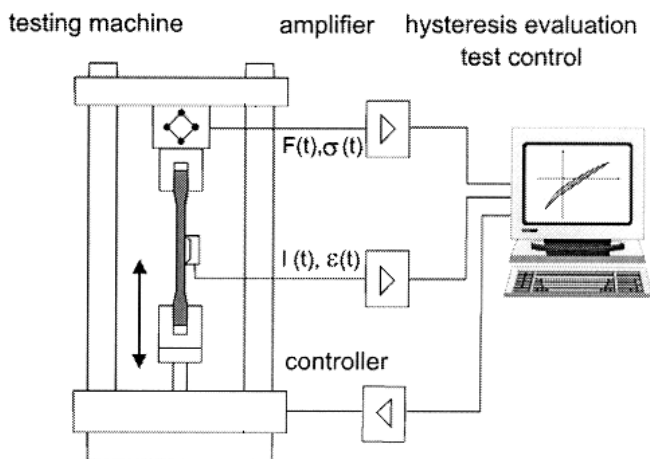 testing machine
amplifier
hysteresis evaluation
test control
F(t),σ(t)
l (t), ε(t)
controller